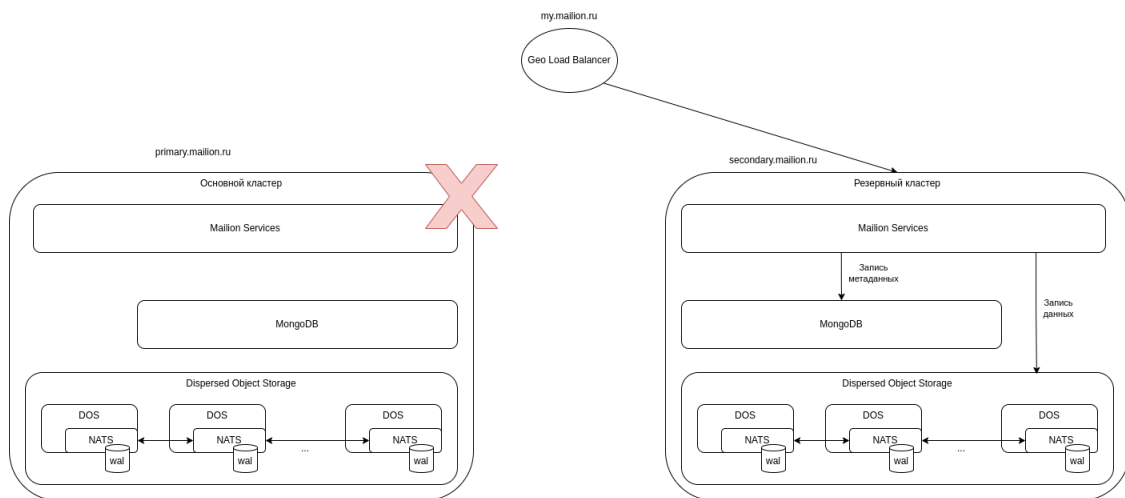 my.mailion.ru
Geo Load Balancer
primary.mailion.ru
Основной кластер
Mailion Services
MongoDB
Dispersed Object Storage
DOS
NATS
wal
DOS
NATS
wal
...
DOS
NATS
wal
secondary.mailion.ru
Резервный кластер
Mailion Services
Запись
метаданных
Запись
данных
MongoDB
Dispersed Object Storage
DOS
NATS
wal
DOS
NATS
wal
...
DOS
NATS
wal